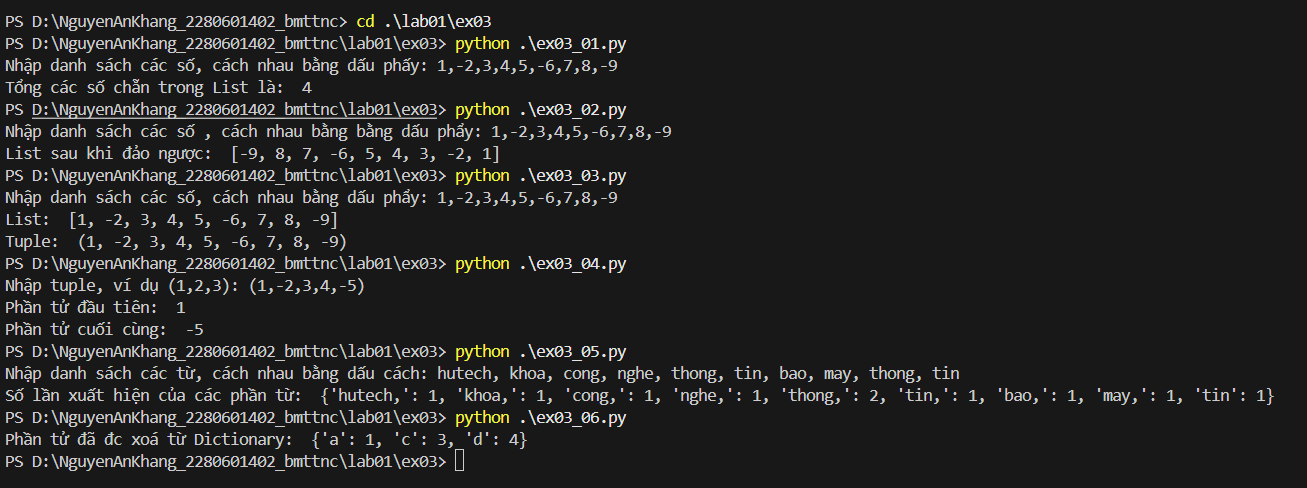 PS D:\NguyenAnKhang_2280601402_bmttnc> cd .\lab01\ex03
PS D:\NguyenAnKhang_2280601402_bmttnc\lab01\ex03> python .\ex03_01.py
Nhập danh sách các số, cách nhau bằng dấu phẩy: 1,-2,3,4,5,-6,7,8,-9
Tổng các số chẵn trong List là:  4
PS D:\NguyenAnKhang_2280601402_bmttnc\lab01\ex03> python .\ex03_02.py
Nhập danh sách các số , cách nhau bằng bằng dấu phẩy: 1,-2,3,4,5,-6,7,8,-9
List sau khi đảo ngược:  [-9, 8, 7, -6, 5, 4, 3, -2, 1]
PS D:\NguyenAnKhang_2280601402_bmttnc\lab01\ex03> python .\ex03_03.py
Nhập danh sách các số, cách nhau bằng dấu phẩy: 1,-2,3,4,5,-6,7,8,-9
List:  [1, -2, 3, 4, 5, -6, 7, 8, -9]
Tuple:  (1, -2, 3, 4, 5, -6, 7, 8, -9)
PS D:\NguyenAnKhang_2280601402_bmttnc\lab01\ex03> python .\ex03_04.py
Nhập tuple, ví dụ (1,2,3): (1,-2,3,4,-5)
Phần tử đầu tiên:  1
Phần tử cuối cùng:  -5
PS D:\NguyenAnKhang_2280601402_bmttnc\lab01\ex03> python .\ex03_05.py
Nhập danh sách các từ, cách nhau bằng dấu cách: hutech, khoa, cong, nghe, thong, tin, bao, may, thong, tin
Số lần xuất hiện của các phần từ:  {'hutech,': 1, 'khoa,': 1, 'cong,': 1, 'nghe,': 1, 'thong,': 2, 'tin,': 1, 'bao,': 1, 'may,': 1, 'tin': 1}
PS D:\NguyenAnKhang_2280601402_bmttnc\lab01\ex03> python .\ex03_06.py
Phần tử đã đc xoá từ Dictionary:  {'a': 1, 'c': 3, 'd': 4}
PS D:\NguyenAnKhang_2280601402_bmttnc\lab01\ex03>